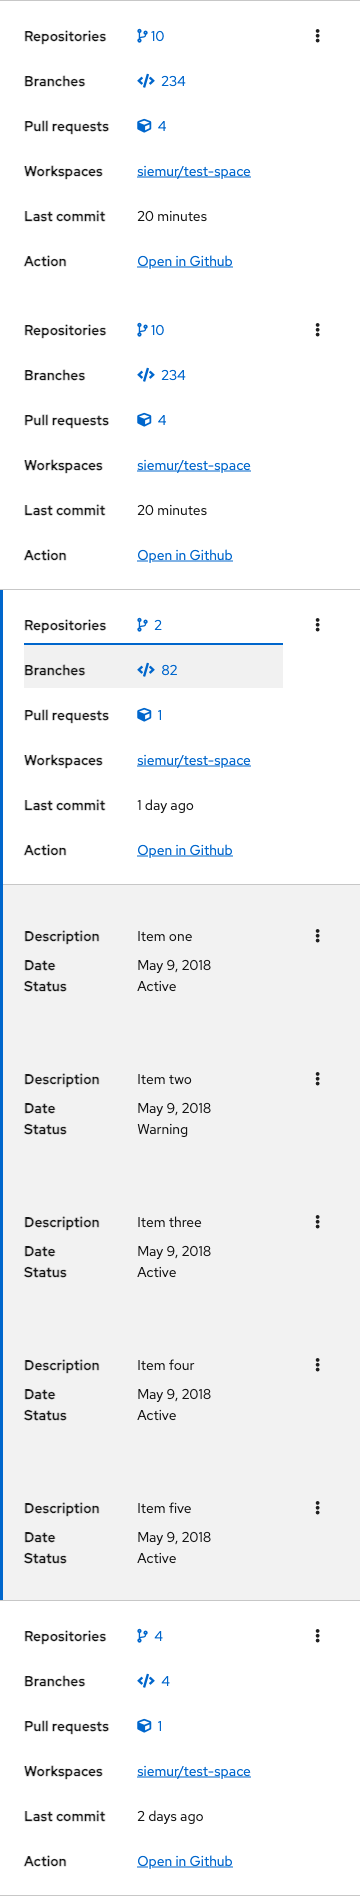 Repositories 10
Branches 234
Pull requests 4
Workspaces siemur/test-space
Last commit 20 minutes
Action Open in Github
Repositories 10
Branches 234
Pull requests 4
Workspaces siemur/test-space
Last commit 20 minutes
Action Open in Github
Repositories 2
Branches 82
Pull requests 1
Workspaces siemur/test-space
Last commit 1 day ago
Action Open in Github
Description Item one
Date May 9, 2018
Status Active
Description Item two
Date May 9, 2018
Status Warning
Description Item three
Date May 9, 2018
Status Active
Description Item four
Date May 9, 2018
Status Active
Description Item five
Date May 9, 2018
Status Active
Repositories 4
Branches 4
Pull requests 1
Workspaces siemur/test-space
Last commit 2 days ago
Action Open in Github